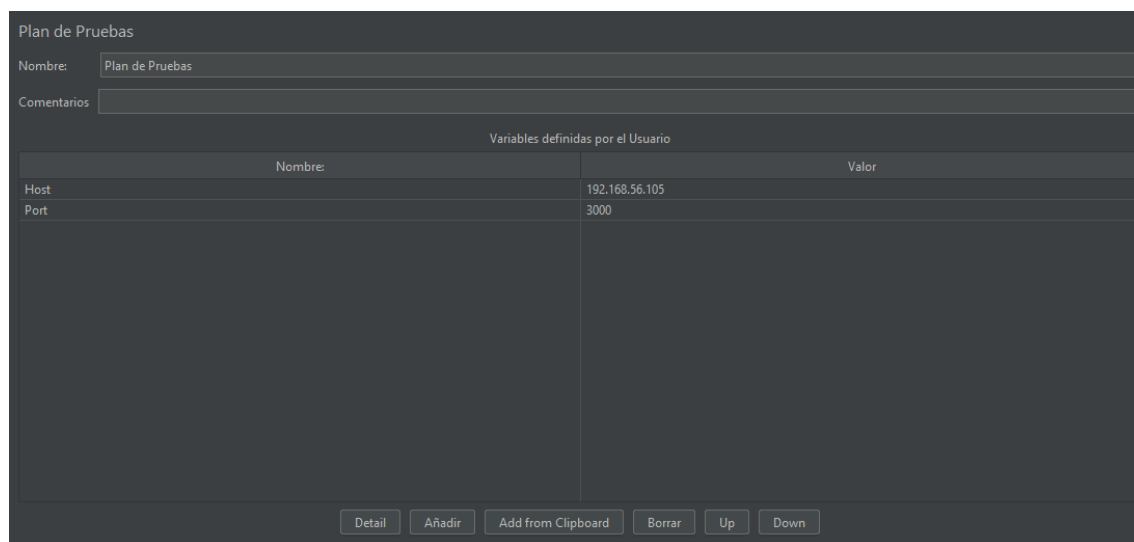 Plan de Pruebas
Nombre: Plan de Pruebas
Comentarios
Variables definidas por el Usuario
Nombre: Valor
Host 192.168.56.105
Port 3000
Detail Añadir Add from Clipboard Borrar Up Down